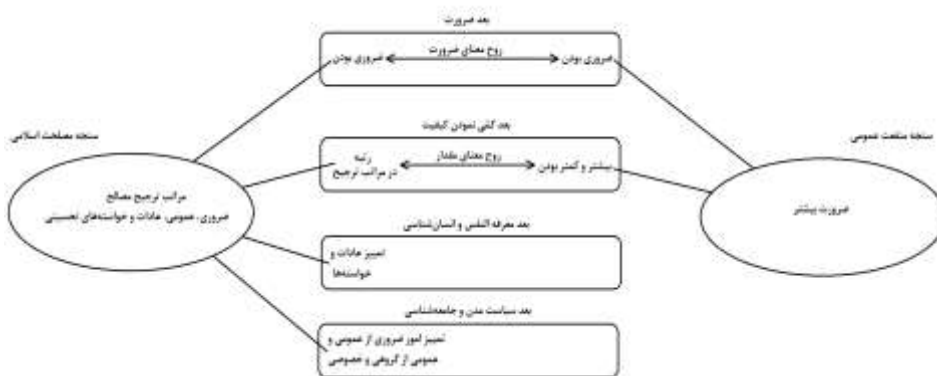 بعد ضرورت
روح معنای ضرورت
ضروری بودن
ضروری بودن
سنجه منفعت عمومی
سنجه مصلحت اسلامی
بعد کمّی نمودن کیفیت
روح معنای مقدار
بیشتر و کمتر بودن
رتبه
در مراتب ترجیح
ضرورت بیشتر
مراتب ترجیح مصالح
ضروری، عمومی، عادات و خواسته‌های تحسینی
بعد معرفه النفس و انسان‌شناسی
تمییز عادات و
خواسته‌ها
بعد سیاست مدن و جامعه‌شناسی
تمییز امور ضروری از عمومی و
عمومی از گروهی و خصوصی